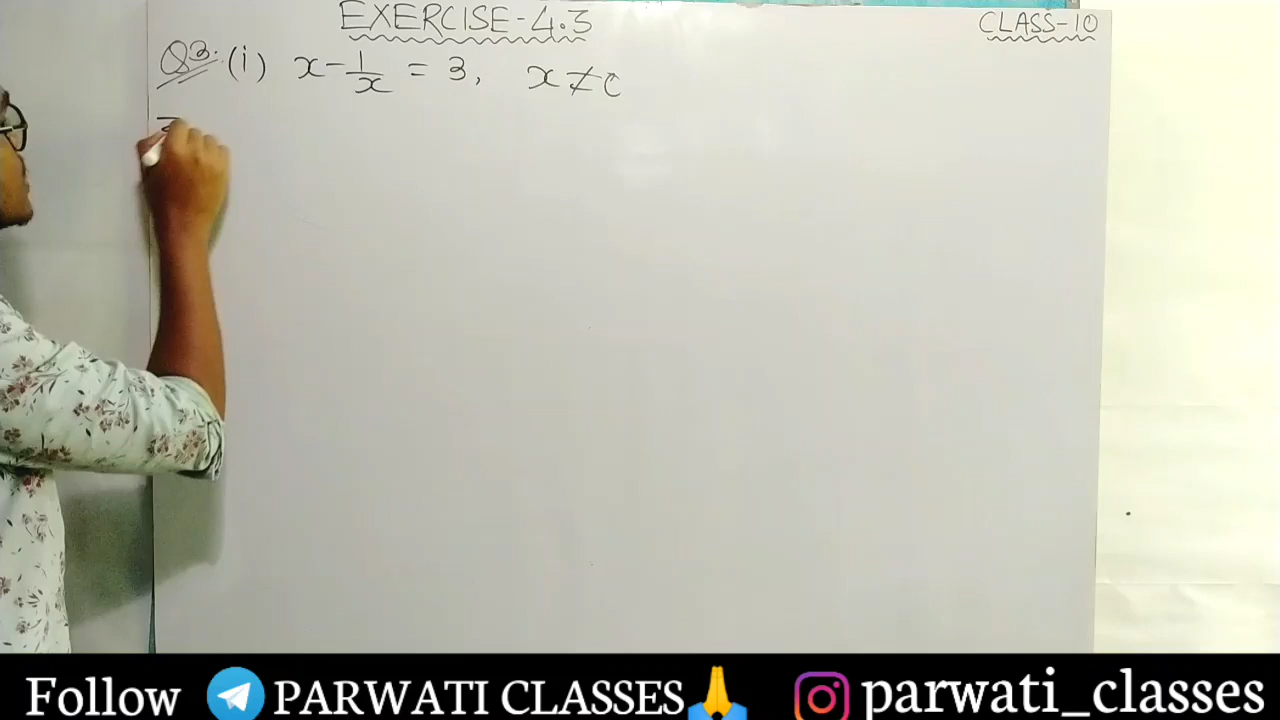 EXERCISE-4.3
CLASS-10
Q3. (i) x - 1/x = 3, x ≠ 0
Follow PARWATI CLASSES🙏 parwati_classes